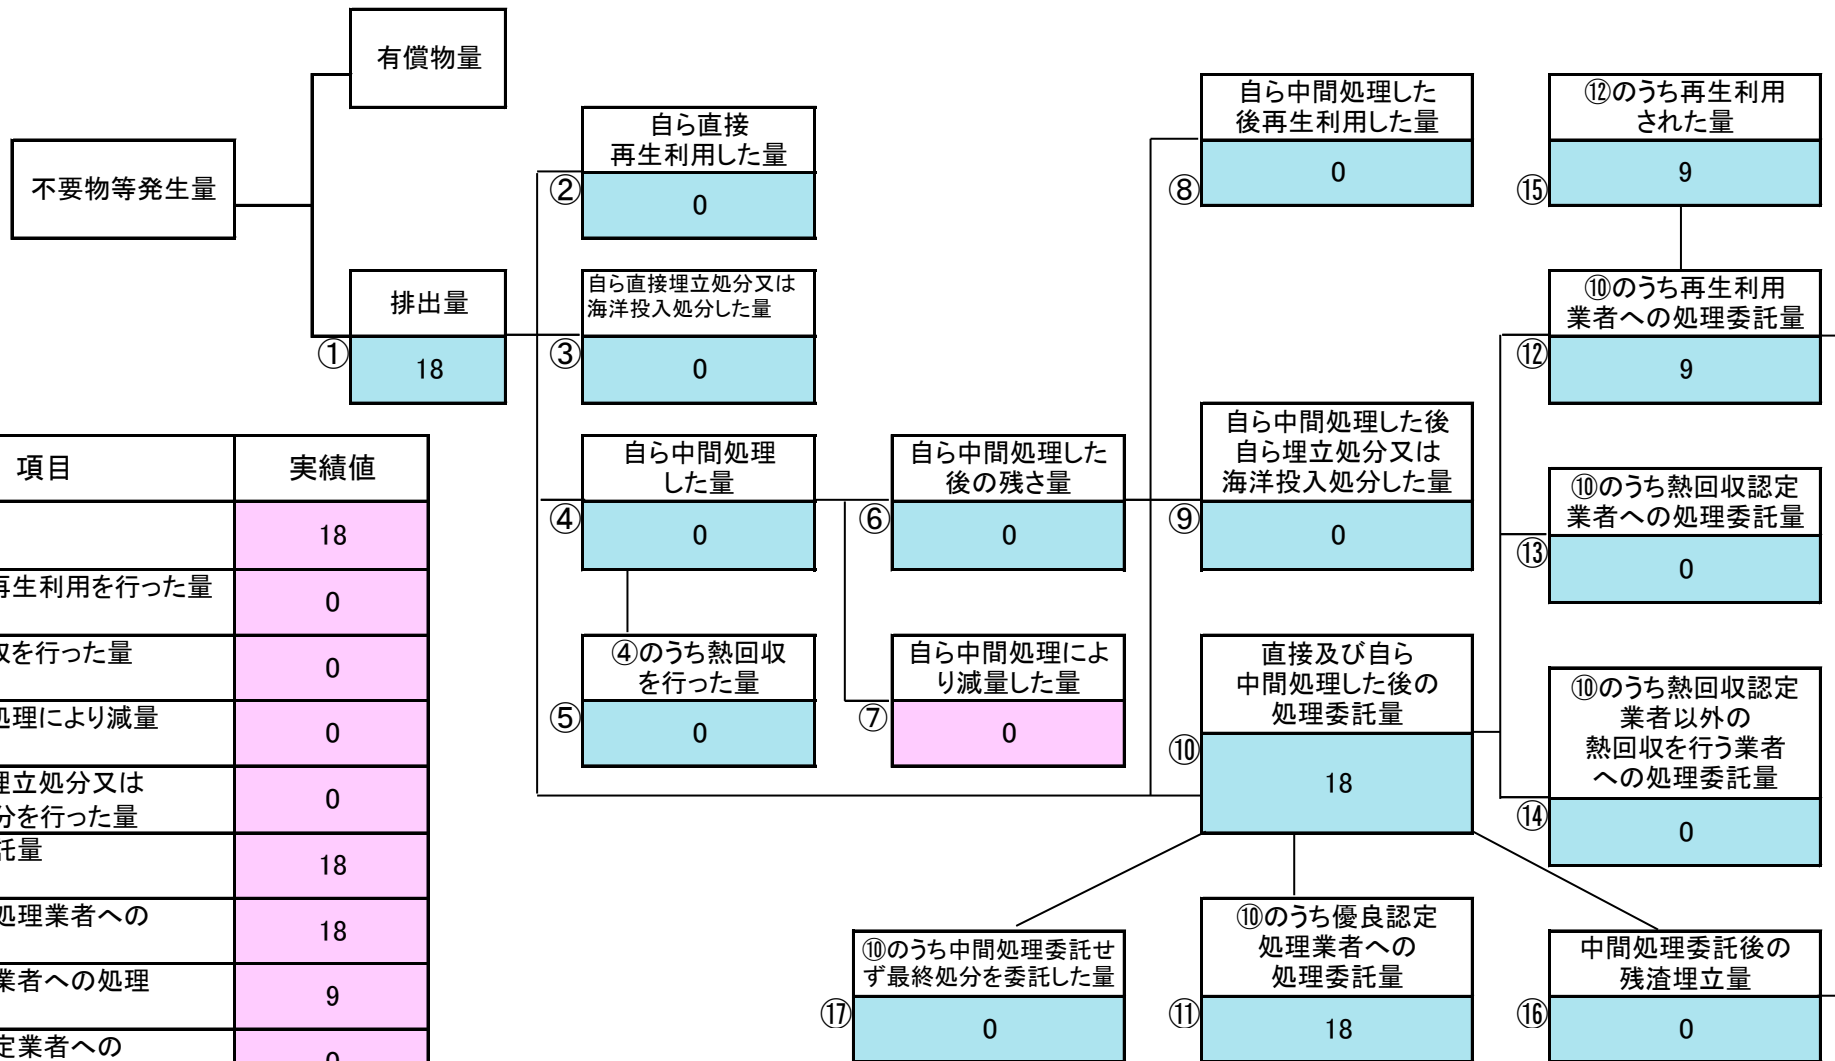 有償物量
不要物等発生量
排出量
①
18
自ら直接
再生利用した量
②
0
自ら直接埋立処分又は
海洋投入処分した量
③
0
自ら中間処理
した量
④
0
④のうち熱回収
を行った量
⑤
0
自ら中間処理した
後の残さ量
⑥
0
自ら中間処理によ
り減量した量
⑦
0
自ら中間処理した
後再生利用した量
⑧
0
自ら中間処理した後
自ら埋立処分又は
海洋投入処分した量
⑨
0
直接及び自ら
中間処理した後の
処理委託量
⑩
18
⑫のうち再生利用
された量
⑮
9
⑩のうち再生利用
業者への処理委託量
⑫
9
⑩のうち熱回収認定
業者への処理委託量
⑬
0
⑩のうち熱回収認定
業者以外の
熱回収を行う業者
への処理委託量
⑭
0
⑩のうち中間処理委託せ
ず最終処分を委託した量
⑰
0
⑩のうち優良認定
処理業者への
処理委託量
⑪
18
中間処理委託後の
残渣埋立量
⑯
0
項目 実績値
18
再生利用を行った量
0
収を行った量
0
処理により減量
0
埋立処分又は
分を行った量
0
託量
18
処理業者への
18
業者への処理
9
定業者への
0